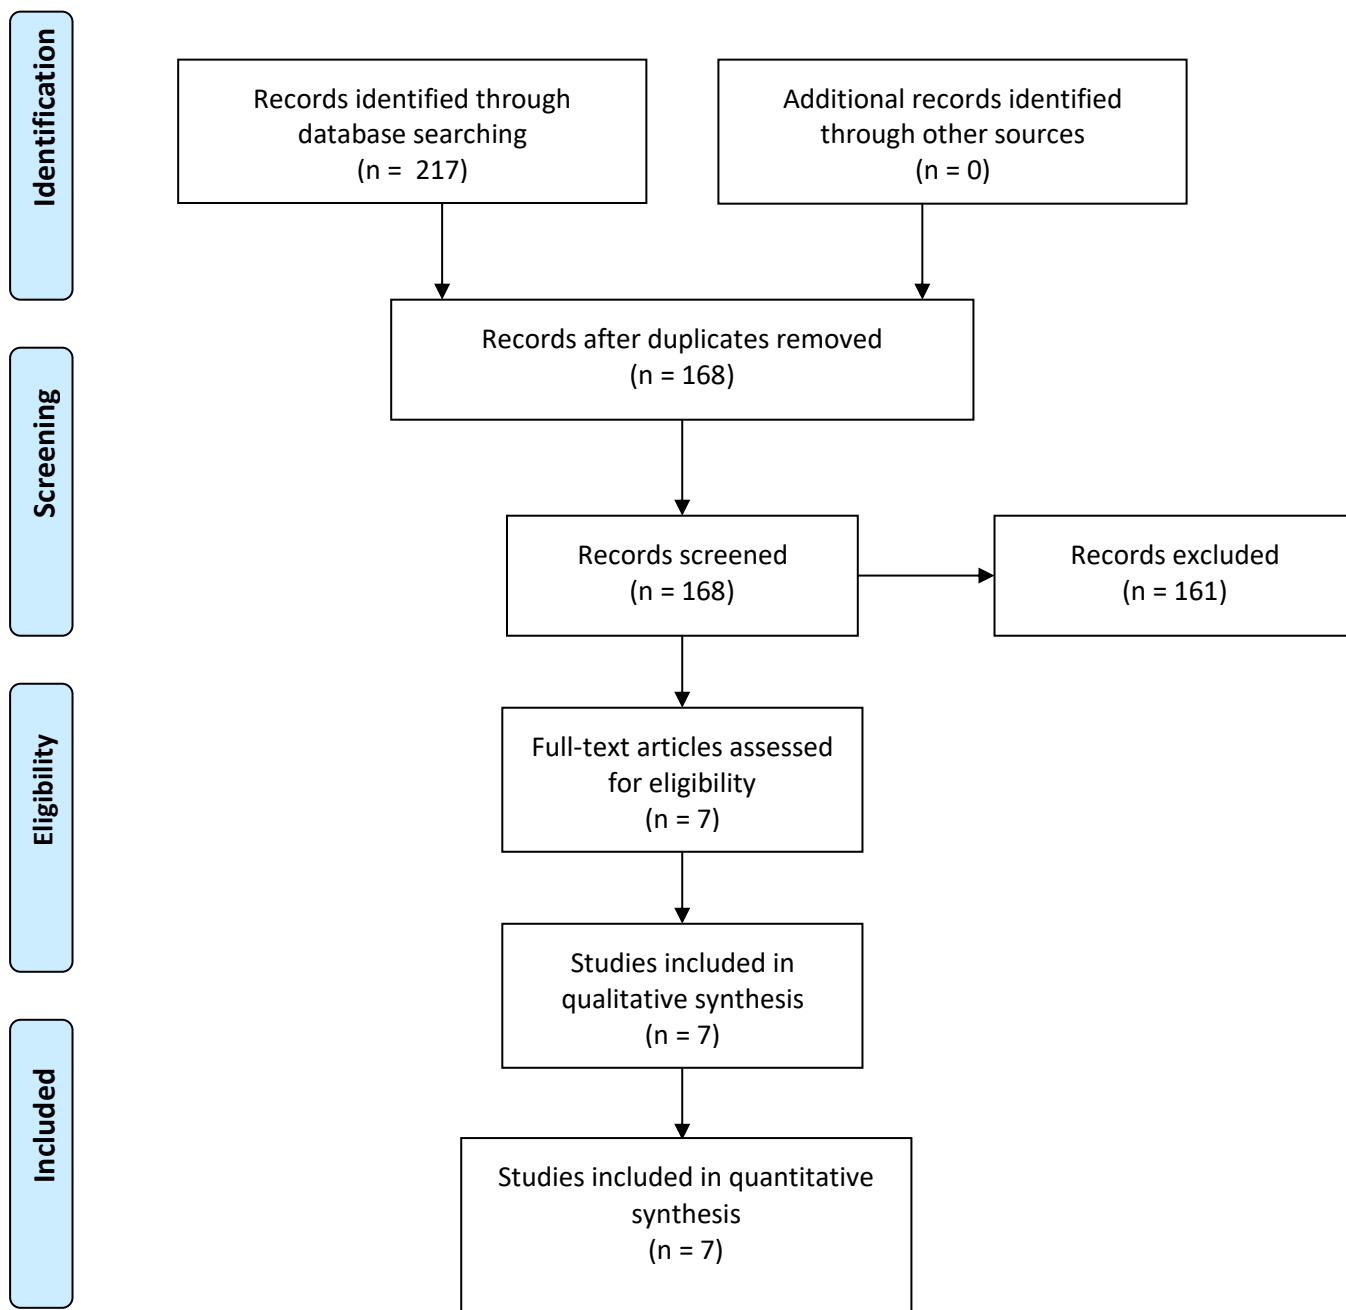 Identification
Records identified through
database searching
(n =  217)
Additional records identified
through other sources
(n = 0)
Records after duplicates removed
(n = 168)
Screening
Records screened
(n = 168)
Records excluded
(n = 161)
Eligibility
Full-text articles assessed
for eligibility
(n = 7)
Studies included in
qualitative synthesis
(n = 7)
Included
Studies included in quantitative
synthesis
(n = 7)